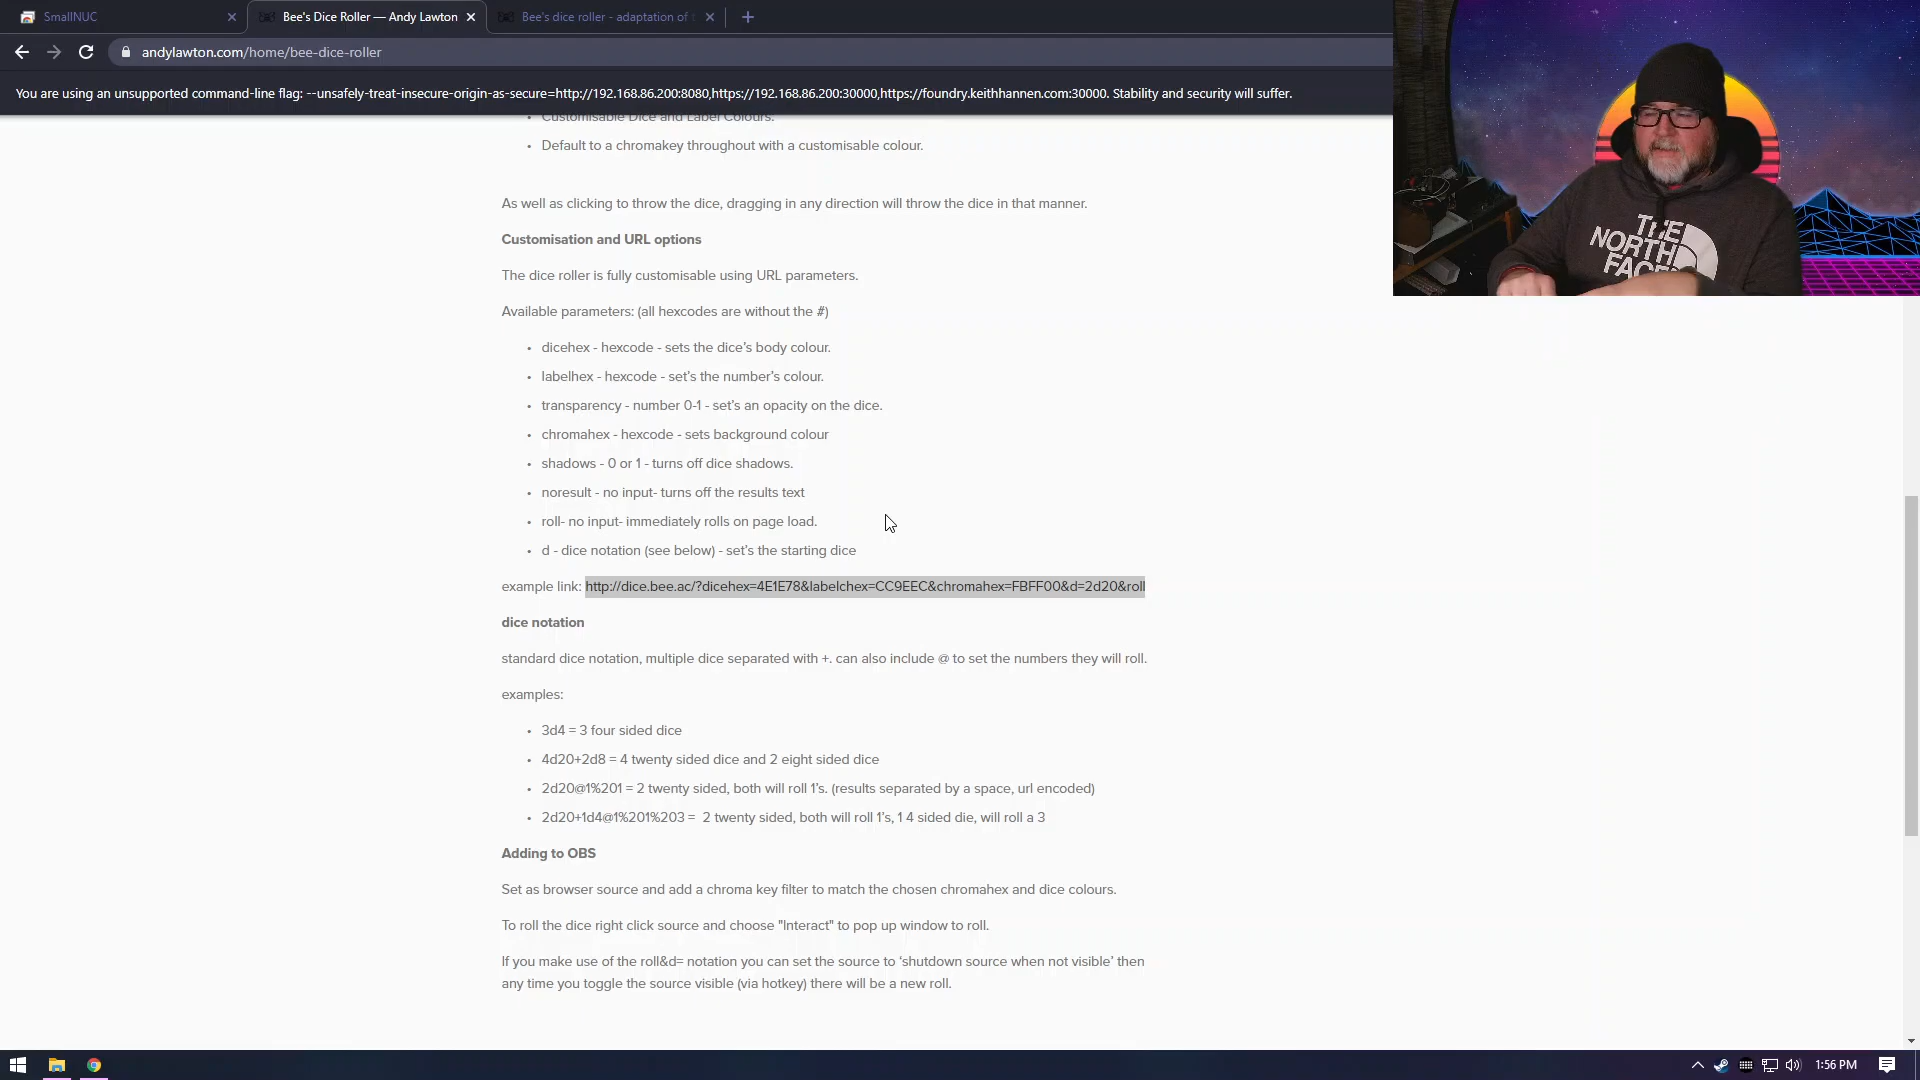 SmallNUC
Bee's Dice Roller — Andy Lawton
Bee's dice roller - adaptation of
andylawton.com/home/bee-dice-roller
You are using an unsupported command-line flag: --unsafely-treat-insecure-origin-as-secure=http://192.168.86.200:8080,https://192.168.86.200:30000,https://foundry.keithhannen.com:30000. Stability and security will suffer.
• Customisable Dice and Label Colours.
• Default to a chromakey throughout with a customisable colour.
As well as clicking to throw the dice, dragging in any direction will throw the dice in that manner.
Customisation and URL options
The dice roller is fully customisable using URL parameters.
Available parameters: (all hexcodes are without the #)
• dicehex - hexcode - sets the dice's body colour.
• labelhex - hexcode - set's the number's colour.
• transparency - number 0-1 - set's an opacity on the dice.
• chromahex - hexcode - sets background colour
• shadows - 0 or 1 - turns off dice shadows.
• noresult - no input- turns off the results text
• roll- no input- immediately rolls on page load.
• d - dice notation (see below) - set's the starting dice
example link: http://dice.bee.ac/?dicehex=4E1E78&labelchex=CC9EEC&chromahex=FBFF00&d=2d20&roll
dice notation
standard dice notation, multiple dice separated with +. can also include @ to set the numbers they will roll.
examples:
• 3d4 = 3 four sided dice
• 4d20+2d8 = 4 twenty sided dice and 2 eight sided dice
• 2d20@1%201 = 2 twenty sided, both will roll 1's. (results separated by a space, url encoded)
• 2d20+1d4@1%201%203 = 2 twenty sided, both will roll 1's, 1 4 sided die, will roll a 3
Adding to OBS
Set as browser source and add a chroma key filter to match the chosen chromahex and dice colours.
To roll the dice right click source and choose "Interact" to pop up window to roll.
If you make use of the roll&d= notation you can set the source to ‘shutdown source when not visible’ then
any time you toggle the source visible (via hotkey) there will be a new roll.
THE
NORTH
FACE
1:56 PM